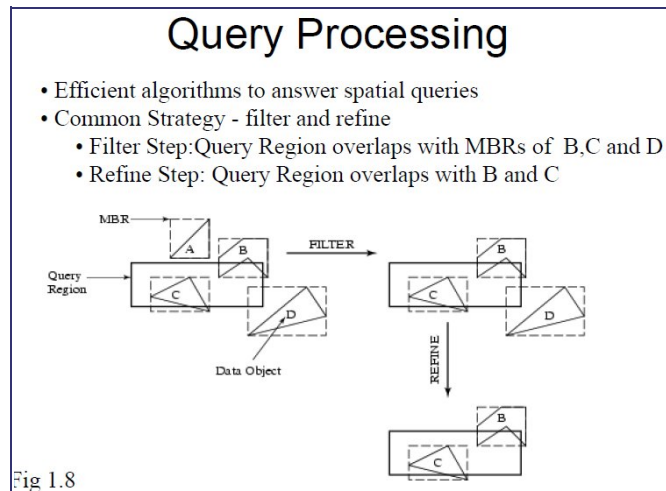 Query Processing
• Efficient algorithms to answer spatial queries
• Common Strategy - filter and refine
• Filter Step:Query Region overlaps with MBRs of B,C and D
• Refine Step: Query Region overlaps with B and C
MBR
A
B
FILTER
B
Query
Region
C
C
D
D
Data Object
REFINE
B
C
Fig 1.8